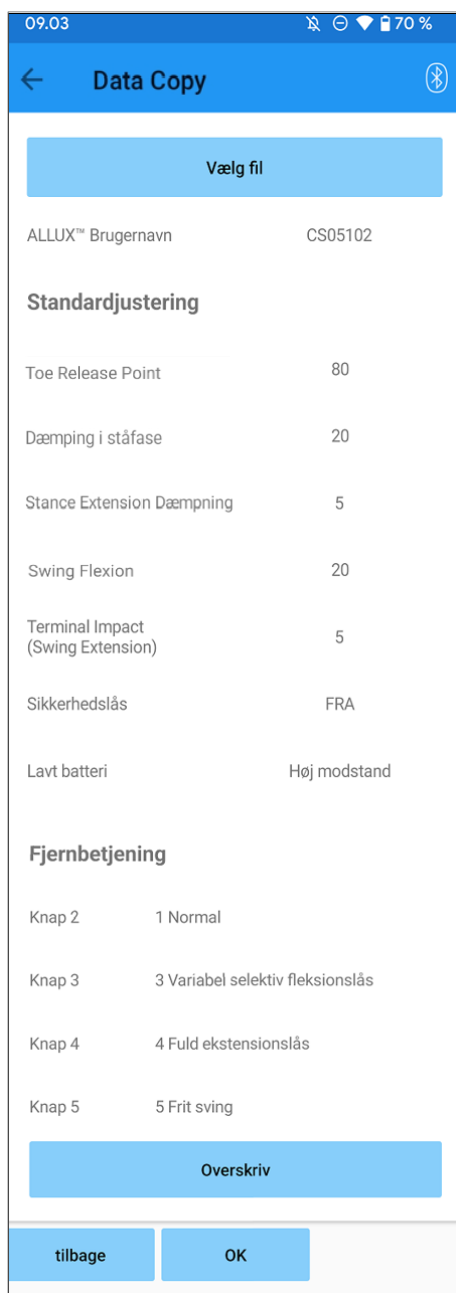 09.03 70 %
Data Copy
Vælg fil
ALLUX™ Brugernavn CS05102
Standardjustering
Toe Release Point 80
Dæmping i ståfase 20
Stance Extension Dæmpning 5
Swing Flexion 20
Terminal Impact
(Swing Extension) 5
Sikkerhedslås FRA
Lavt batteri Høj modstand
Fjernbetjening
Knap 2 1 Normal
Knap 3 3 Variabel selektiv fleksionslås
Knap 4 4 Fuld ekstensionslås
Knap 5 5 Frit sving
Overskriv
tilbage OK